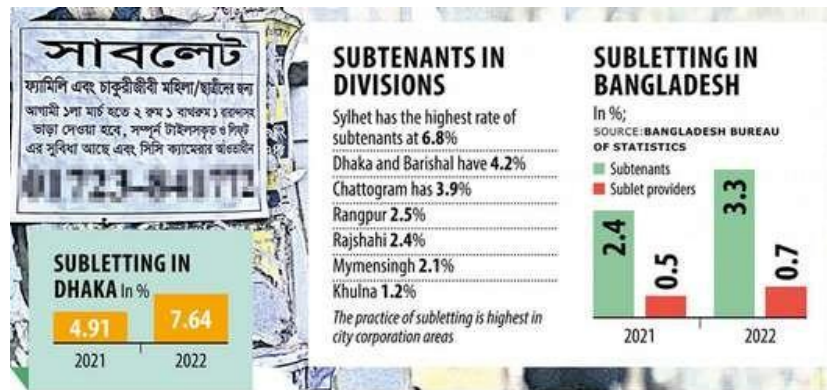 সাবলেট
ফ্যামিলি এবং চাকুরীজীবী মহিলা/ছাত্রীদের জন্য
আগামী ১লা মার্চ হতে ২ রুম ১ বাথরুম ১ বারান্দাসহ
ভাড়া দেওয়া হবে, সম্পূর্ন টাইলসকৃত ও লিফট
এর সুবিধা আছে এবং সিসি ক্যামেরার আওতাধীন
SUBLETTING IN
DHAKA In %
4.91
7.64
2021
2022
SUBTENANTS IN
DIVISIONS
Sylhet has the highest rate of
subtenants at 6.8%
Dhaka and Barishal have 4.2%
Chattogram has 3.9%
Rangpur 2.5%
Rajshahi 2.4%
Mymensingh 2.1%
Khulna 1.2%
The practice of subletting is highest in
city corporation areas
SUBLETTING IN
BANGLADESH
In %;
SOURCE:BANGLADESH BUREAU
OF STATISTICS
Subtenants
Sublet providers
2.4
0.5
3.3
0.7
2021
2022